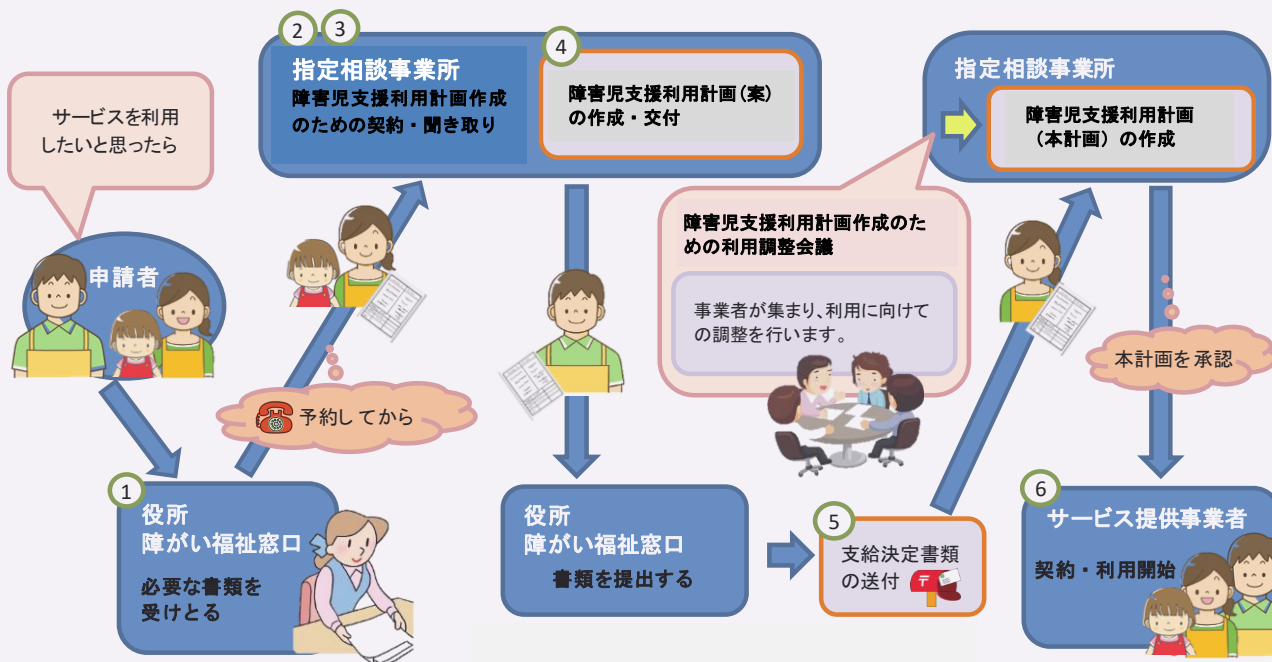 サービスを利用
したいと思ったら
申請者
①
役所
障がい福祉窓口
必要な書類を
受けとる
予約してから
② ③
指定相談事業所
障害児支援利用計画作成
のための契約・聞き取り
④
障害児支援利用計画(案)
の作成・交付
役所
障がい福祉窓口
書類を提出する
⑤
支給決定書類
の送付
〒
障害児支援利用計画作成のた
めの利用調整会議
事業者が集まり、利用に向けて
の調整を行います。
指定相談事業所
障害児支援利用計画
(本計画)の作成
本計画を承認
⑥
サービス提供事業者
契約・利用開始